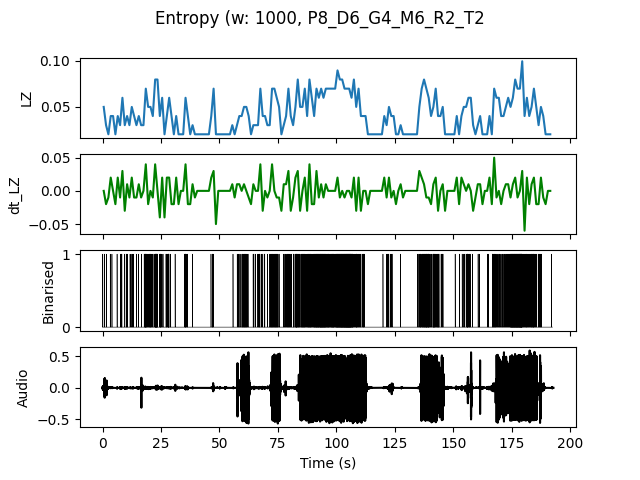 Entropy (w: 1000, P8_D6_G4_M6_R2_T2
0.10
0.05
LZ
0.05
0.00
−0.05
dt_LZ
1
0
Binarised
0.5
0.0
−0.5
Audio
0 25 50 75 100 125 150 175 200
Time (s)